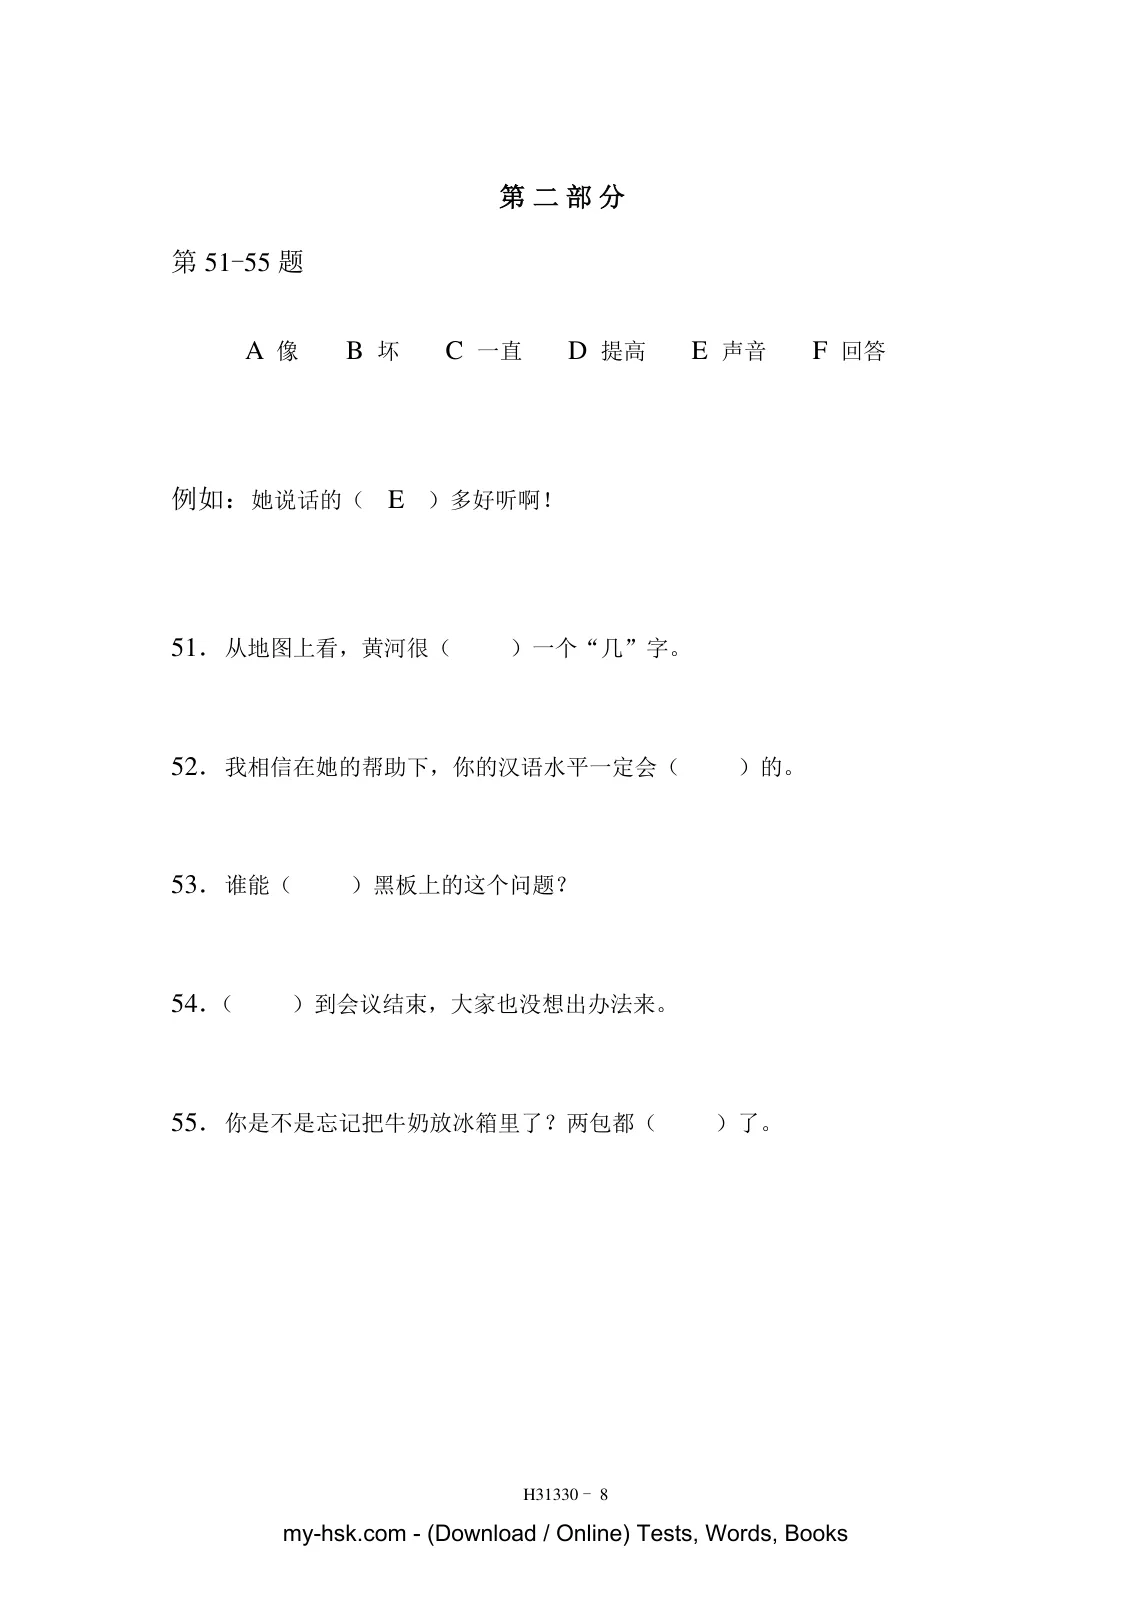 第二部分
第 51-55 题
A 像 B 坏 C 一直 D 提高 E 声音 F 回答
例如：她说话的（ E ）多好听啊！
51．从地图上看，黄河很（ ）一个“几”字。
52．我相信在她的帮助下，你的汉语水平一定会（ ）的。
53．谁能（ ）黑板上的这个问题？
54．（ ）到会议结束，大家也没想出办法来。
55．你是不是忘记把牛奶放冰箱里了？两包都（ ）了。
H31330－ 8
my-hsk.com - (Download / Online) Tests, Words, Books